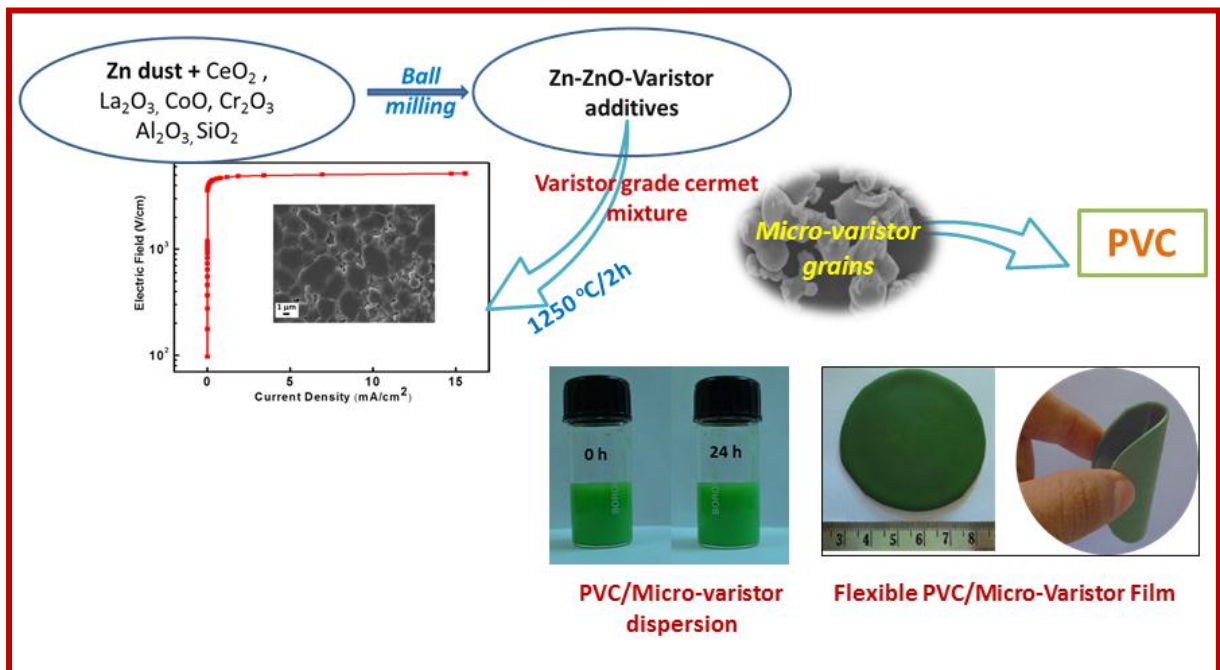 Zn dust + CeO₂ ,
La₂O₃, CoO, Cr₂O₃
Al₂O₃, SiO₂
Ball
milling
Zn-ZnO-Varistor
additives
Varistor grade cermet
mixture
1250 °C/2h
Micro-varistor
grains
PVC
Electric Field (V/cm)
10³
10²
1 µm
0 5 10 15
Current Density (mA/cm²)
0 h
24 h
BORO
BORO
3 4 5 6 7 8
PVC/Micro-varistor
dispersion
Flexible PVC/Micro-Varistor Film